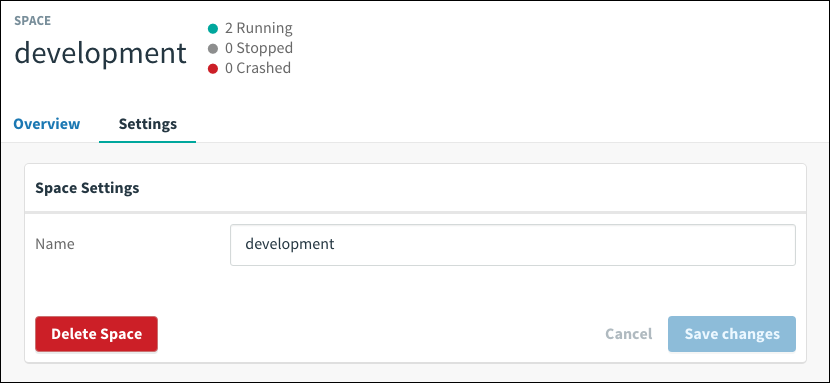 SPACE
development
2 Running
0 Stopped
0 Crashed
Overview Settings
Space Settings
Name development
Delete Space Cancel Save changes